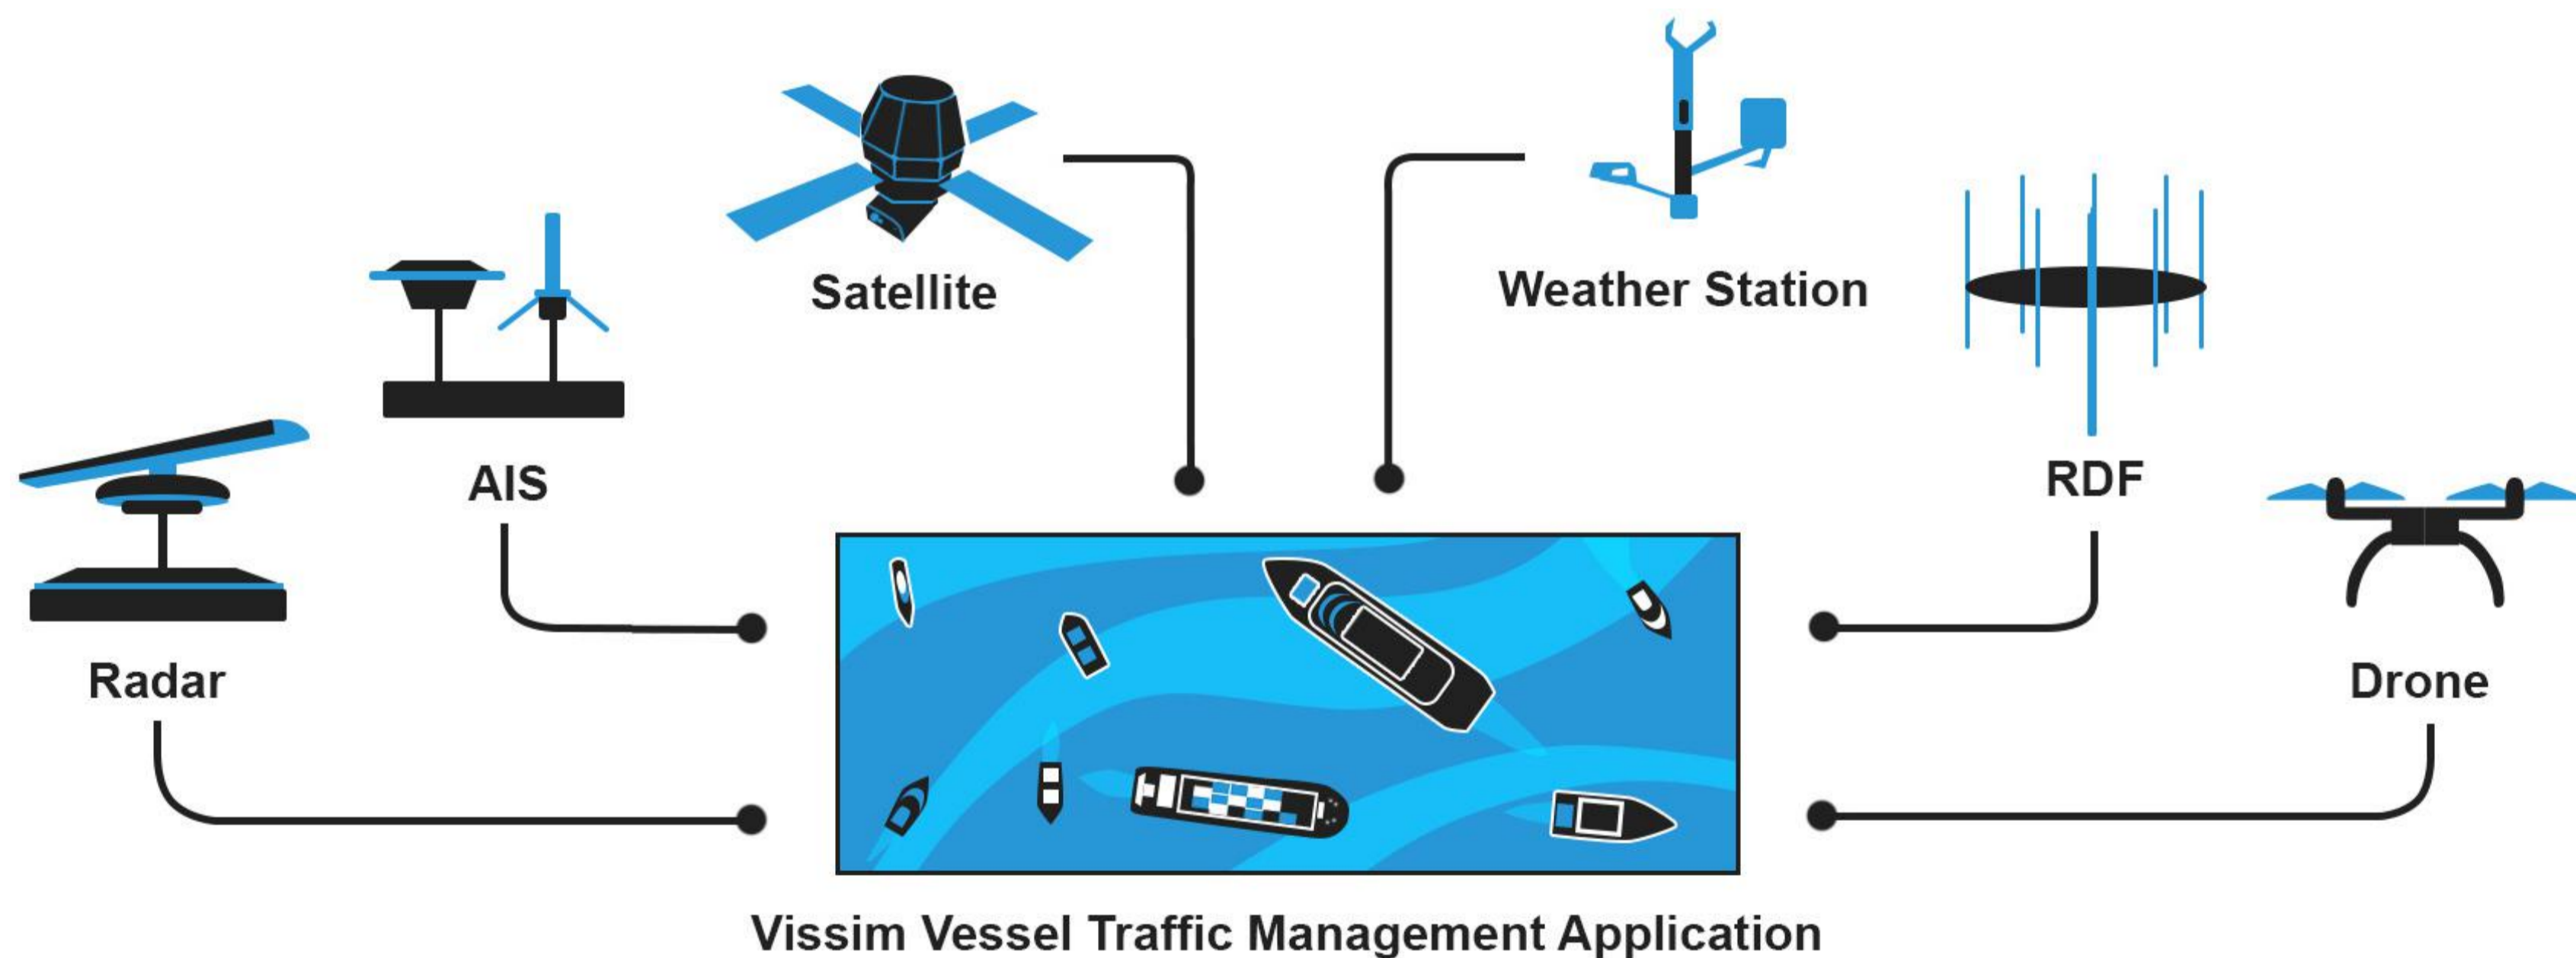 Satellite
Weather Station
AIS
RDF
Radar
Drone
Vissim Vessel Traffic Management Application